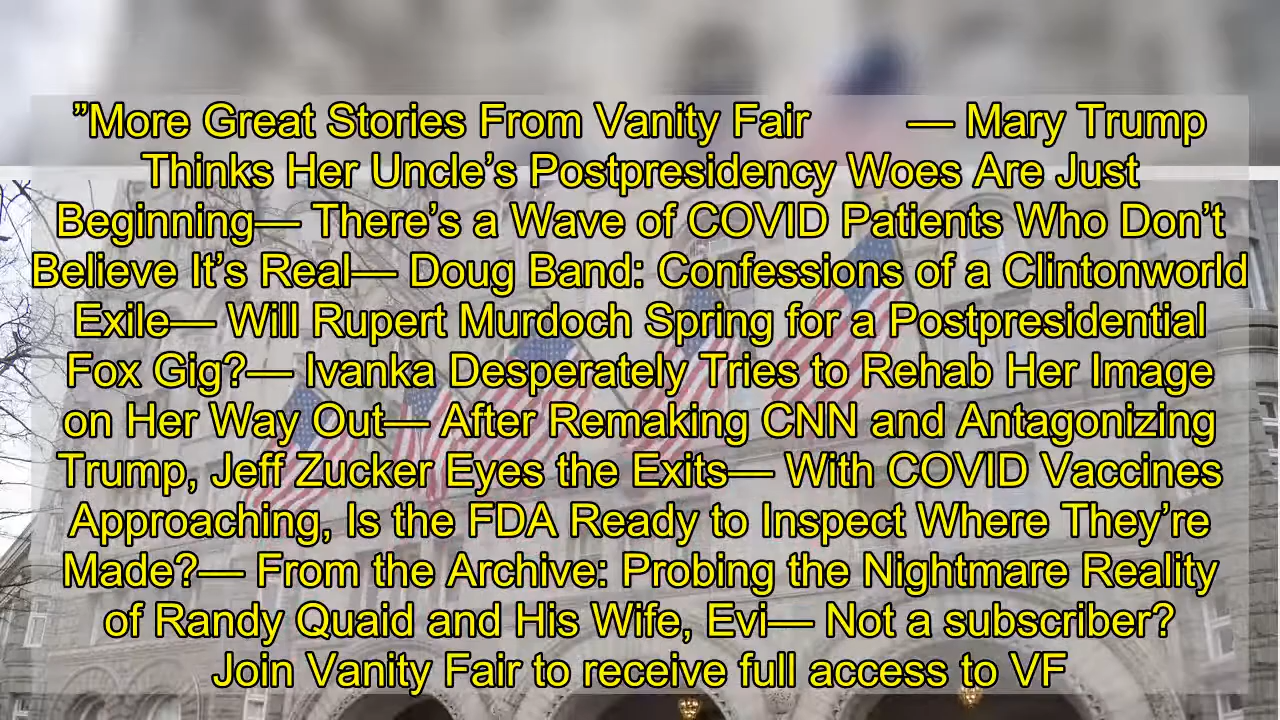 ”More Great Stories From Vanity Fair — Mary Trump
Thinks Her Uncle’s Postpresidency Woes Are Just
Beginning— There’s a Wave of COVID Patients Who Don’t
Believe It’s Real— Doug Band: Confessions of a Clintonworld
Exile— Will Rupert Murdoch Spring for a Postpresidential
Fox Gig?— Ivanka Desperately Tries to Rehab Her Image
on Her Way Out— After Remaking CNN and Antagonizing
Trump, Jeff Zucker Eyes the Exits— With COVID Vaccines
Approaching, Is the FDA Ready to Inspect Where They’re
Made?— From the Archive: Probing the Nightmare Reality
of Randy Quaid and His Wife, Evi— Not a subscriber?
Join Vanity Fair to receive full access to VF